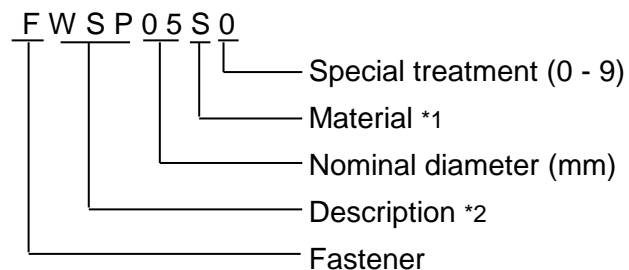 F W S P 0 5 S 0
Special treatment (0 - 9)
Material *1
Nominal diameter (mm)
Description *2
Fastener